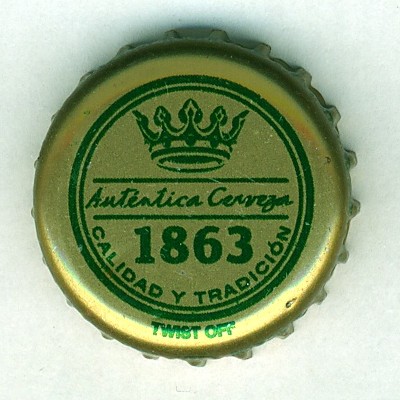 Auténtica Cerveza
1863
CALIDAD Y TRADICIÓN
TWIST OFF